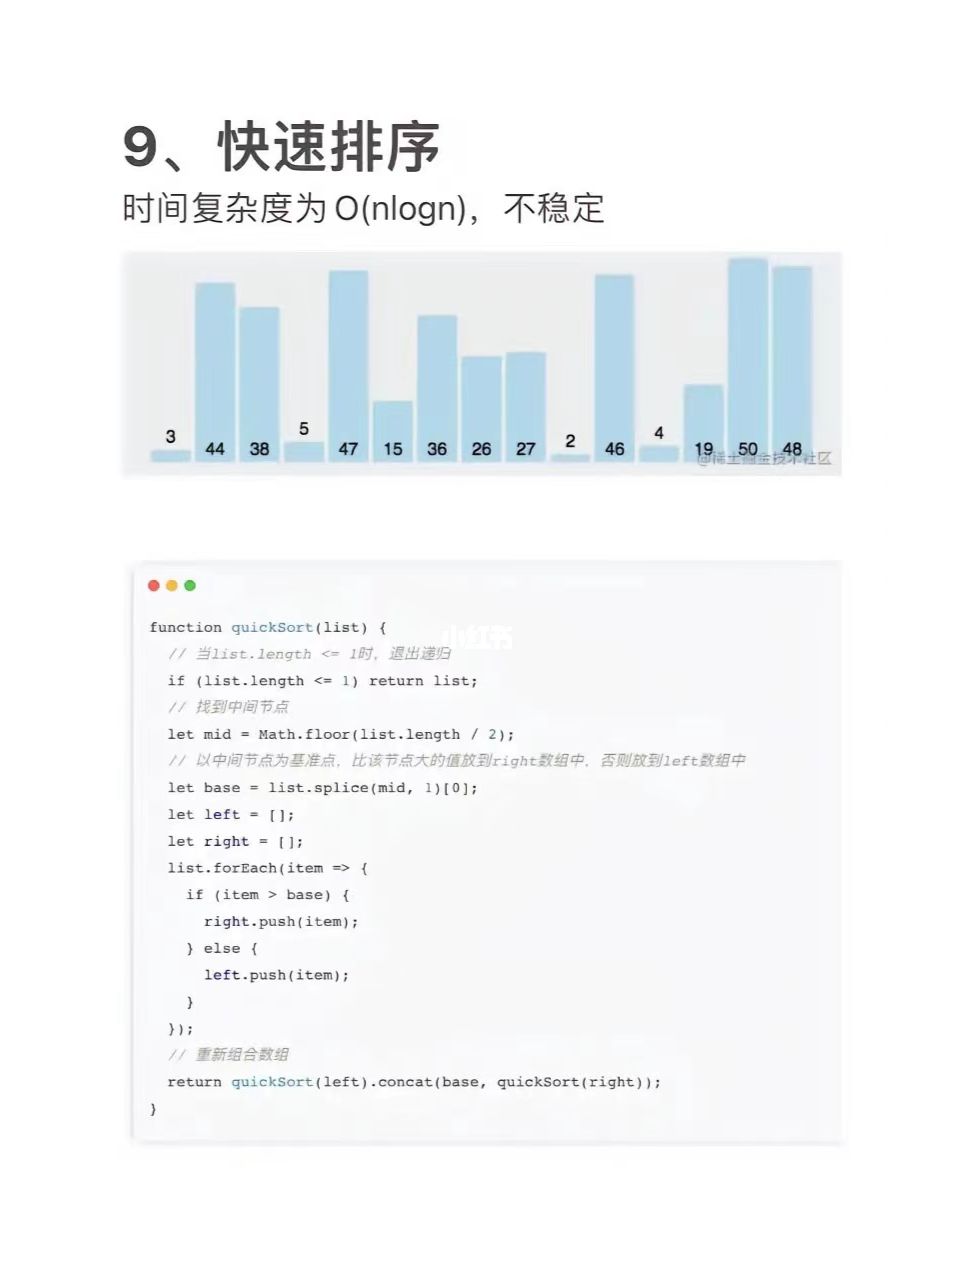 9、快速排序
时间复杂度为 O(nlogn)，不稳定
3 44 38 5 47 15 36 26 27 2 46 4 19 50 48
@稀土掘金技术社区
小红书
function quickSort(list) {
  // 当list.length <= 1时，退出递归
  if (list.length <= 1) return list;
  // 找到中间节点
  let mid = Math.floor(list.length / 2);
  // 以中间节点为基准点，比该节点大的值放到right数组中，否则放到left数组中
  let base = list.splice(mid, 1)[0];
  let left = [];
  let right = [];
  list.forEach(item => {
    if (item > base) {
      right.push(item);
    } else {
      left.push(item);
    }
  });
  // 重新组合数组
  return quickSort(left).concat(base, quickSort(right));
}